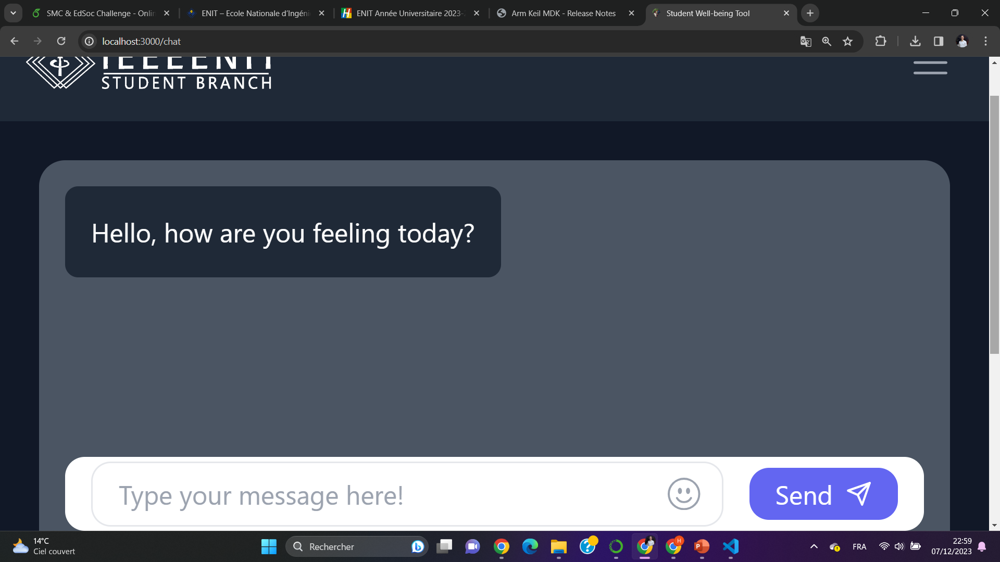 SMC & EdSoc Challenge - Onlin
ENIT – Ecole Nationale d’Ingéni
ENIT Année Universitaire 2023-
Arm Keil MDK - Release Notes
Student Well-being Tool
localhost:3000/chat
IEEEENIT
STUDENT BRANCH
Hello, how are you feeling today?
Type your message here!
Send
14°C
Ciel couvert
Rechercher
FRA
22:59
07/12/2023